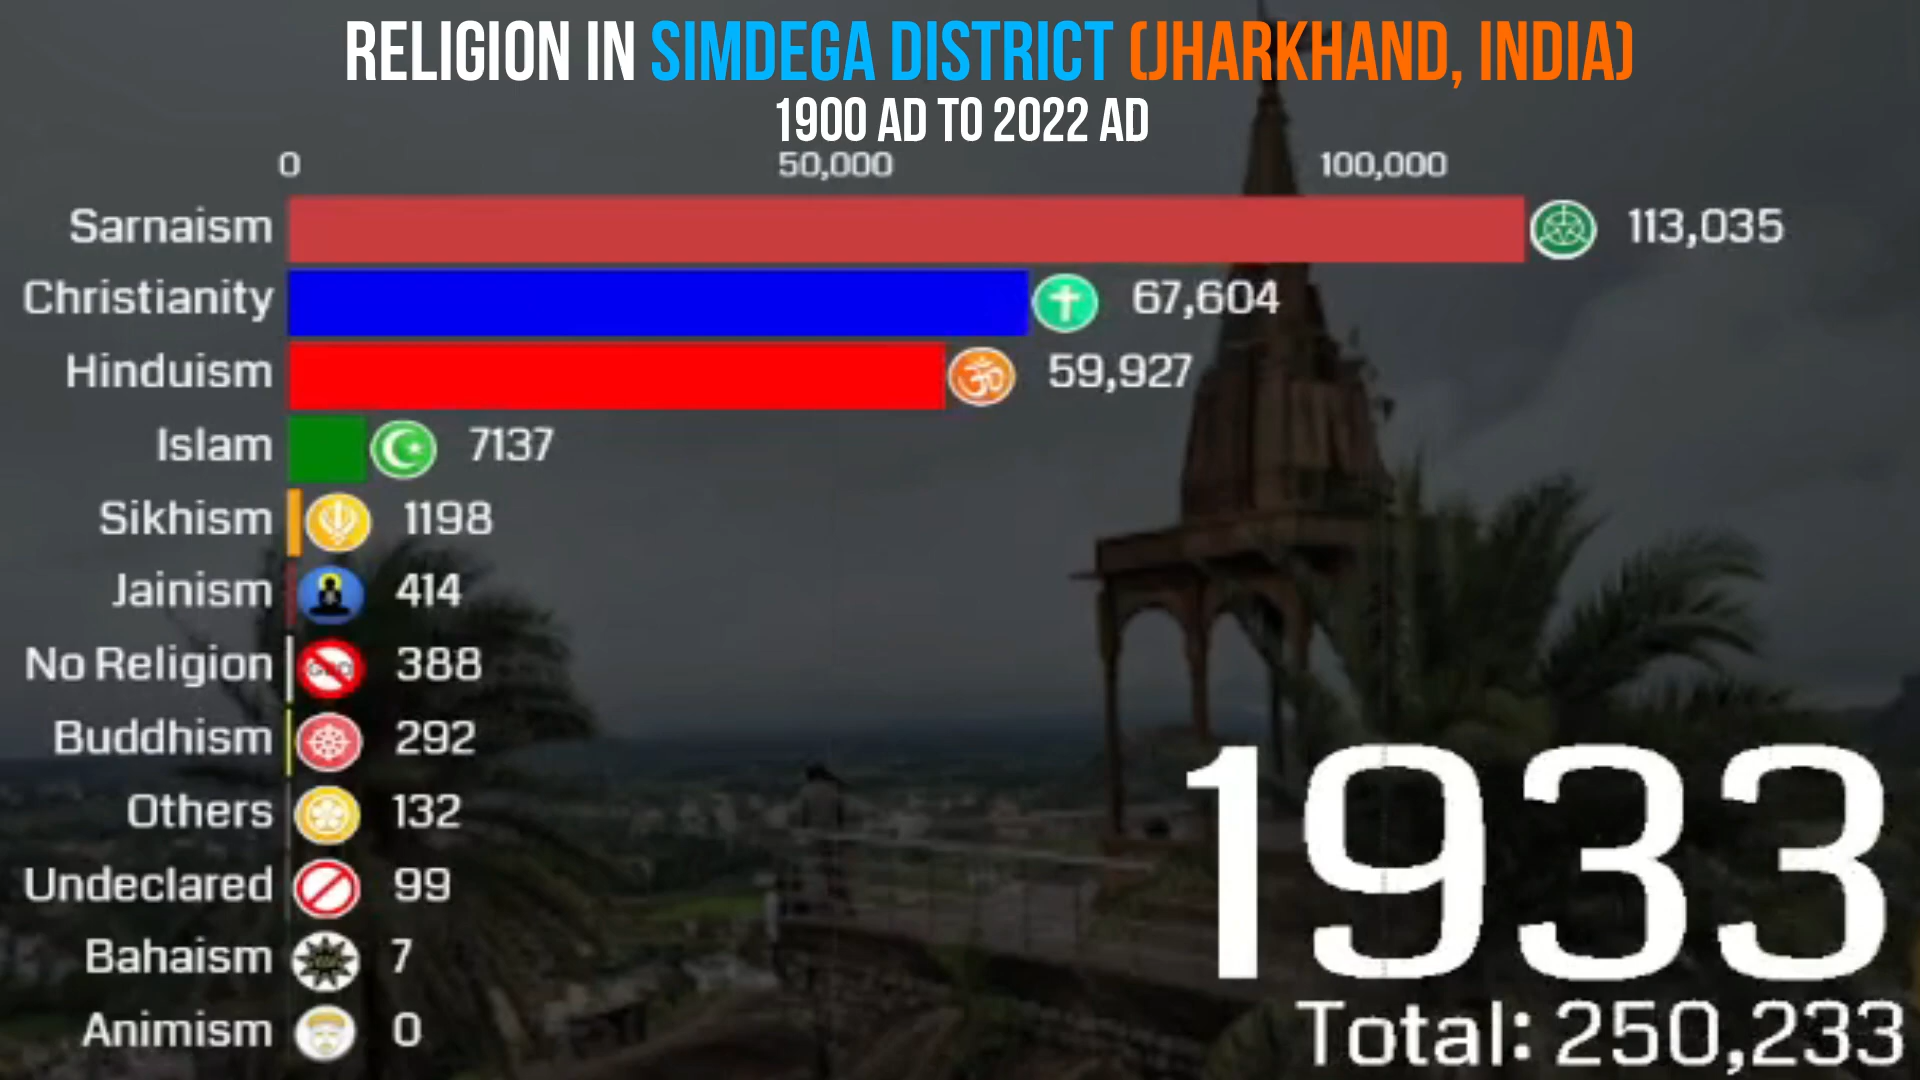 RELIGION IN SIMDEGA DISTRICT (JHARKHAND, INDIA)
1900 AD TO 2022 AD
0 50,000 100,000
Sarnaism 113,035
Christianity 67,604
Hinduism 59,927
Islam 7137
Sikhism 1198
Jainism 414
No Religion 388
Buddhism 292
Others 132
Undeclared 99
Bahaism 7
Animism 0
1933
Total: 250,233